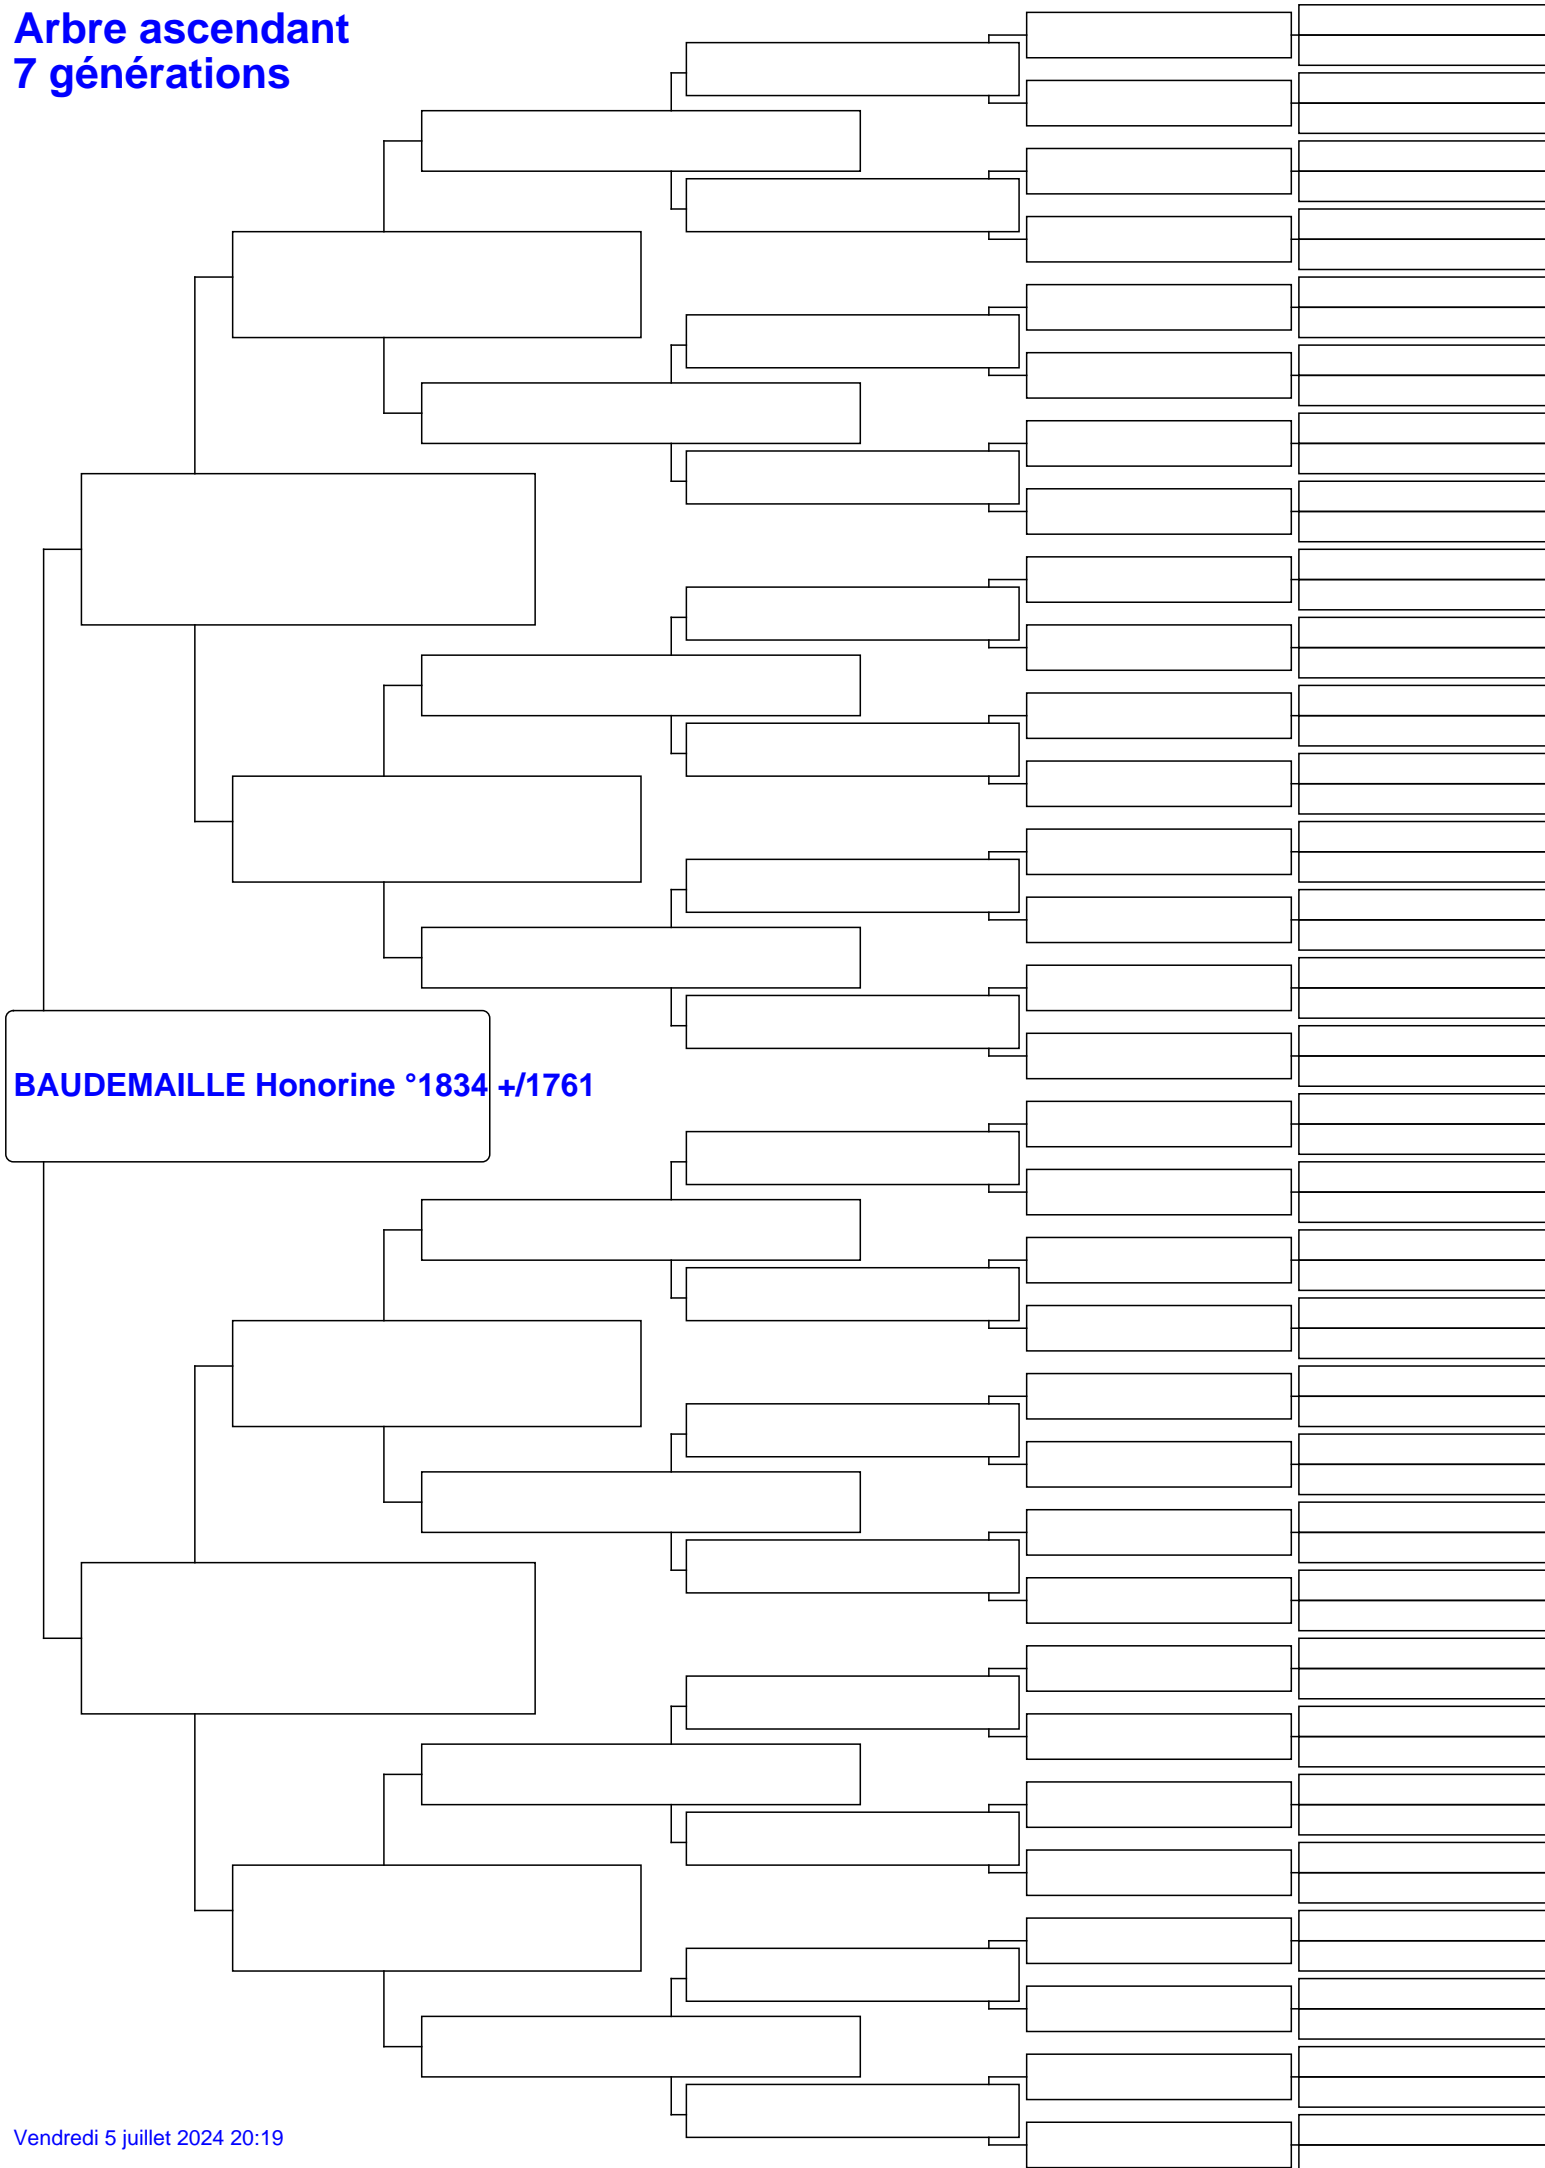 Arbre ascendant
7 générations
BAUDEMAILLE Honorine °1834 +/1761
Vendredi 5 juillet 2024 20:19